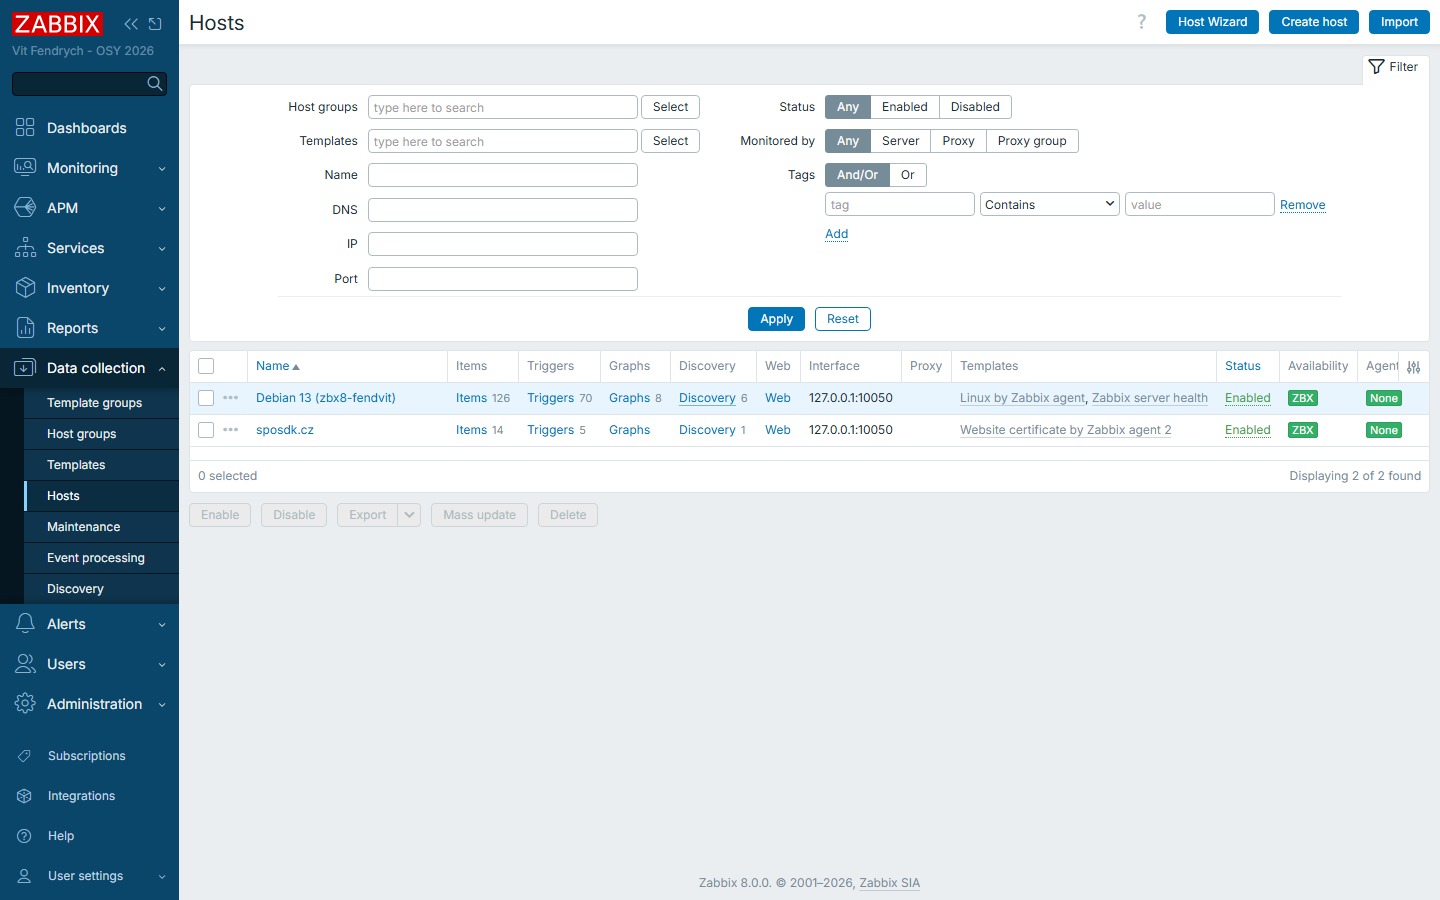 ZABBIX
Vit Fendrych - OSY 2026
Dashboards
Monitoring
APM
Services
Inventory
Reports
Data collection
Template groups
Host groups
Templates
Hosts
Maintenance
Event processing
Discovery
Alerts
Users
Administration
Subscriptions
Integrations
Help
User settings
Hosts
? Host Wizard Create host Import
Filter
Host groups type here to search Select
Templates type here to search Select
Name
DNS
IP
Port
Status Any Enabled Disabled
Monitored by Any Server Proxy Proxy group
Tags And/Or Or
tag Contains value Remove
Add
Apply Reset
Name Items Triggers Graphs Discovery Web Interface Proxy Templates Status Availability Agent
Debian 13 (zbx8-fendvit) Items 126 Triggers 70 Graphs 8 Discovery 6 Web 127.0.0.1:10050 Linux by Zabbix agent, Zabbix server health Enabled ZBX None
sposdk.cz Items 14 Triggers 5 Graphs Discovery 1 Web 127.0.0.1:10050 Website certificate by Zabbix agent 2 Enabled ZBX None
0 selected Displaying 2 of 2 found
Enable Disable Export Mass update Delete
Zabbix 8.0.0. © 2001–2026, Zabbix SIA